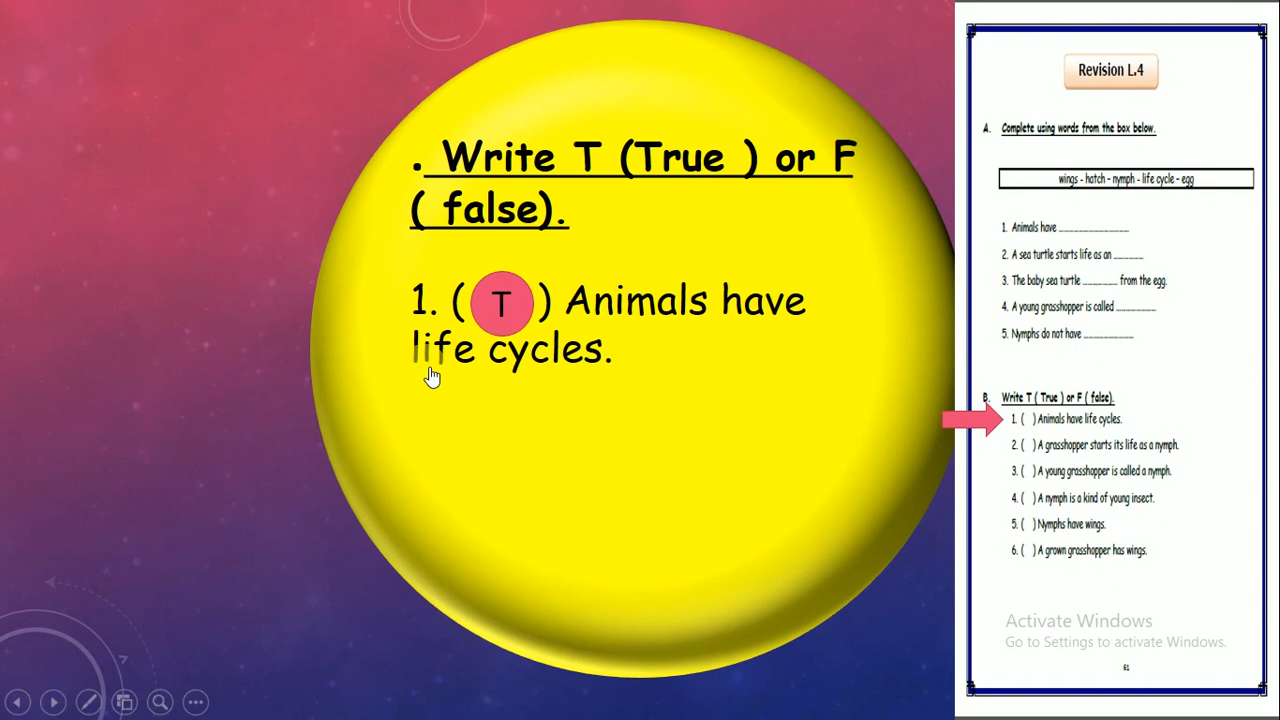 . Write T (True ) or F
( false).
1. ( T ) Animals have
life cycles.
Revision L.4
A. Complete using words from the box below.
wings - hatch - nymph - life cycle - egg
1. Animals have ..............................
2. A sea turtle starts life as an .............
3. The baby sea turtle ............... from the egg.
4. A young grasshopper is called .................
5. Nymphs do not have .....................
B. Write T ( True ) or F ( false).
1. ( ) Animals have life cycles.
2. ( ) A grasshopper starts its life as a nymph.
3. ( ) A young grasshopper is called a nymph.
4. ( ) A nymph is a kind of young insect.
5. ( ) Nymphs have wings.
6. ( ) A grown grasshopper has wings.
Activate Windows
Go to Settings to activate Windows.
61